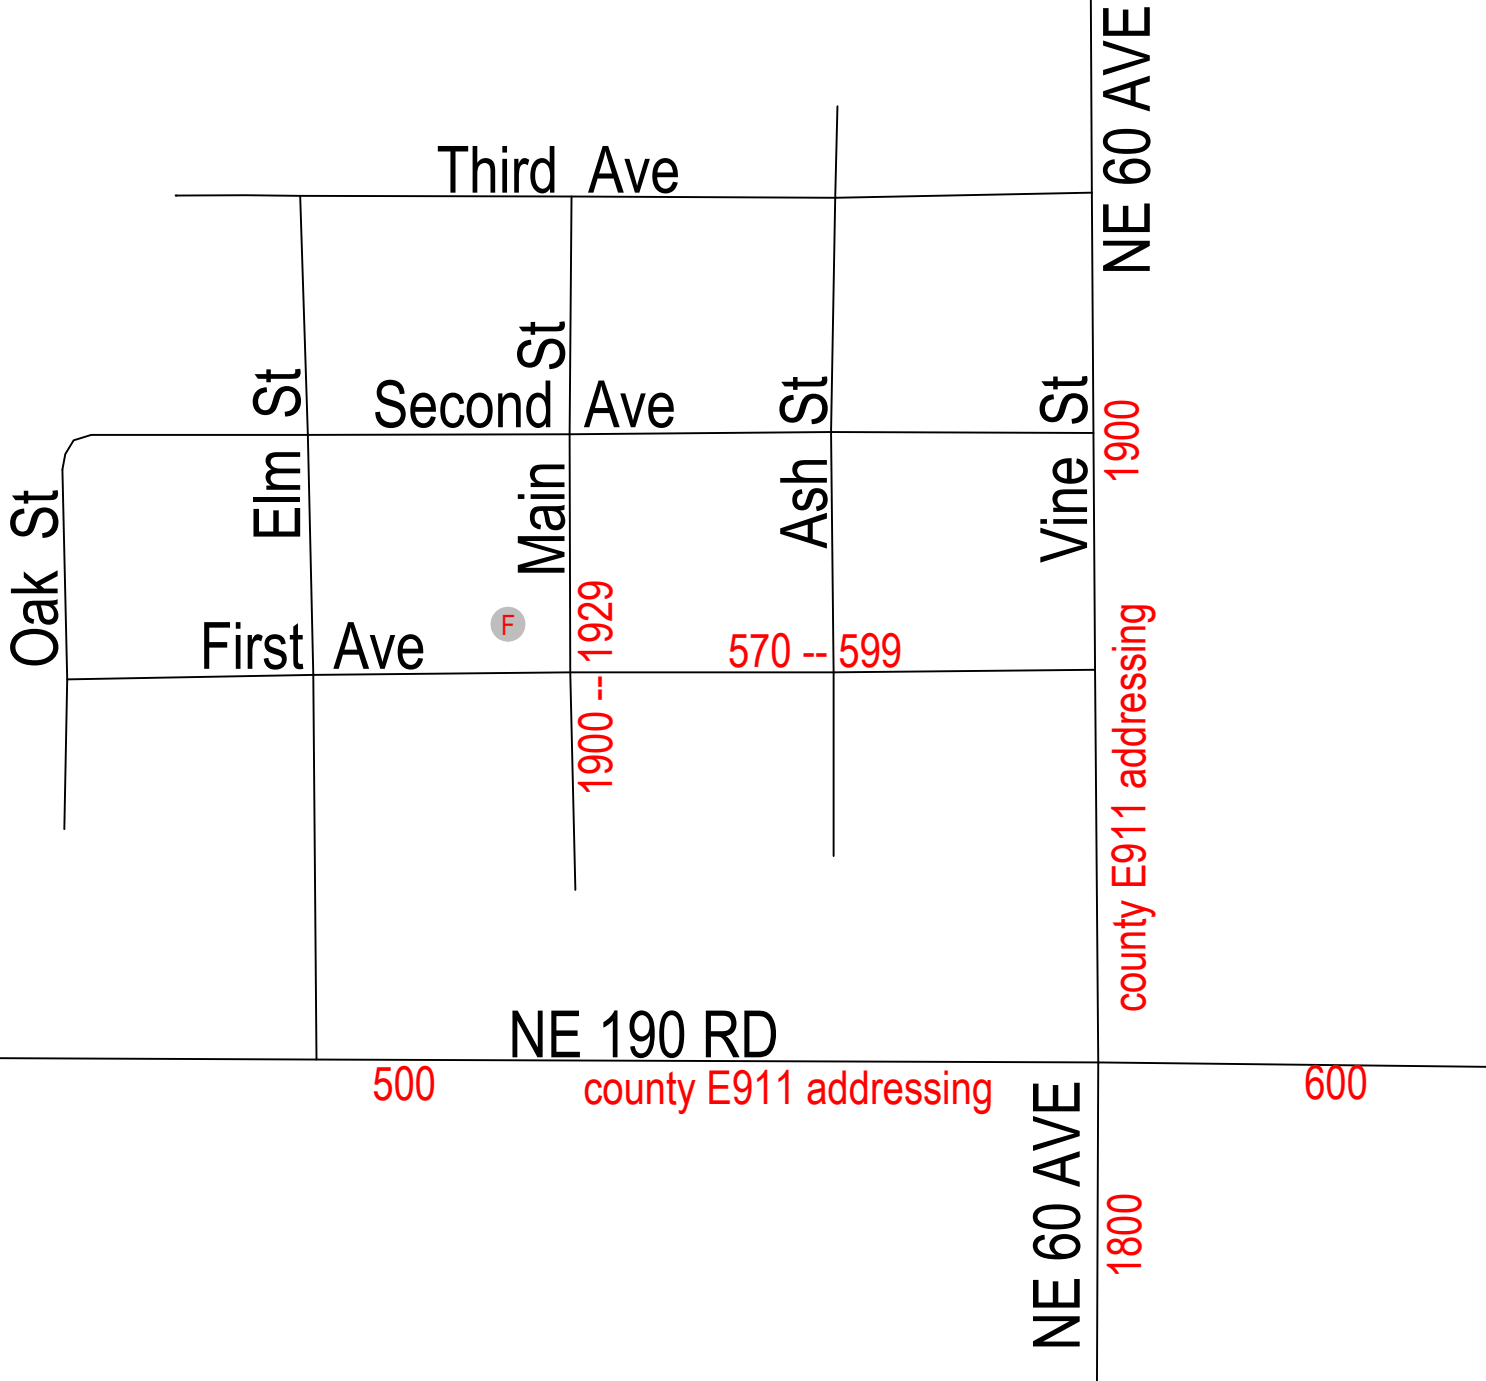 NE 60 AVE
Third Ave
Second Ave
Main St
Elm St
Ash St
Vine St
1900
Oak St
First Ave
F
1900 -- 1929
570 -- 599
county E911 addressing
NE 190 RD
500
county E911 addressing
600
NE 60 AVE
1800